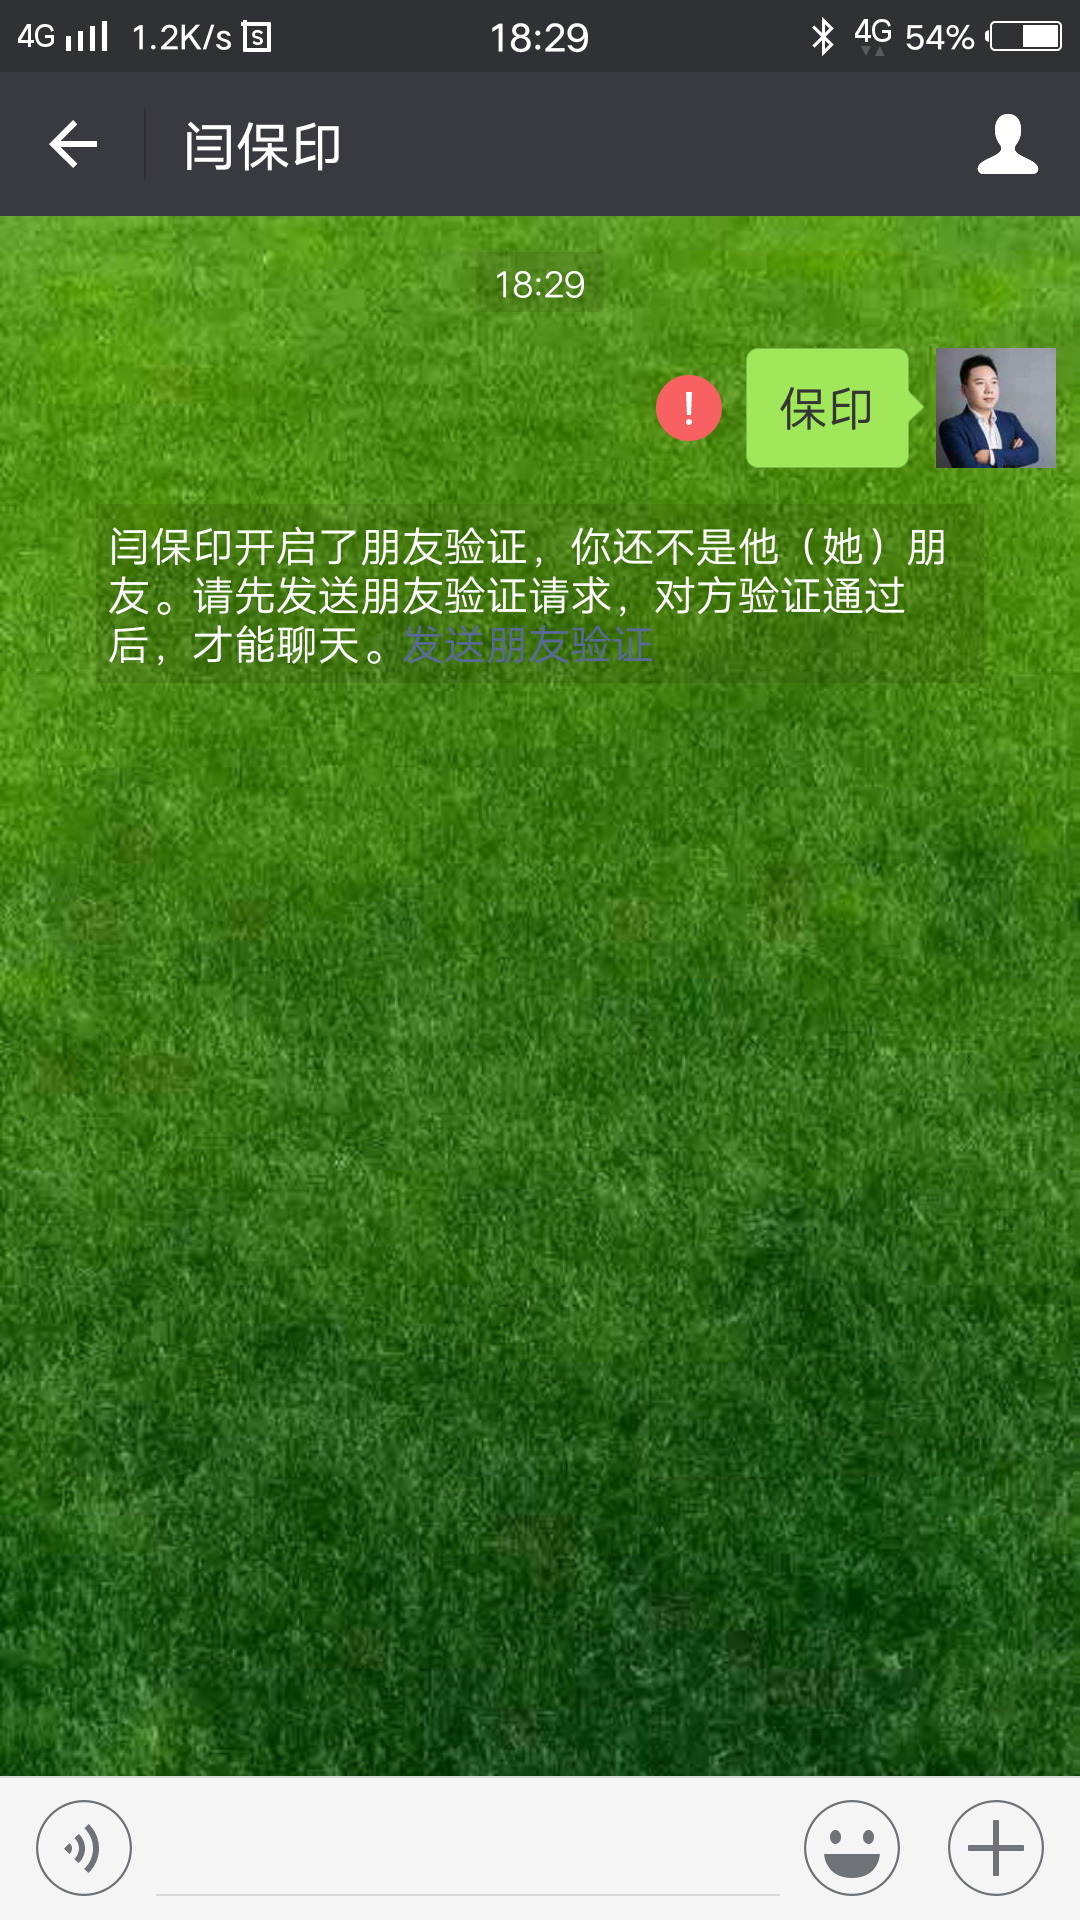 4G 1.2K/s 18:29 4G 54%
闫保印
18:29
保印
闫保印开启了朋友验证，你还不是他（她）朋
友。请先发送朋友验证请求，对方验证通过
后，才能聊天。发送朋友验证